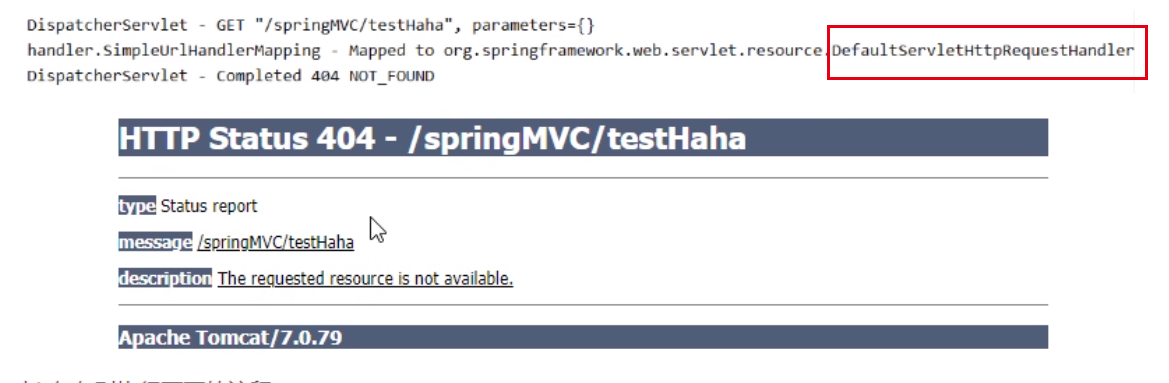 DispatcherServlet - GET "/springMVC/testHaha", parameters={}
handler.SimpleUrlHandlerMapping - Mapped to org.springframework.web.servlet.resource.DefaultServletHttpRequestHandler
DispatcherServlet - Completed 404 NOT_FOUND
HTTP Status 404 - /springMVC/testHaha
type Status report
message /springMVC/testHaha
description The requested resource is not available.
Apache Tomcat/7.0.79